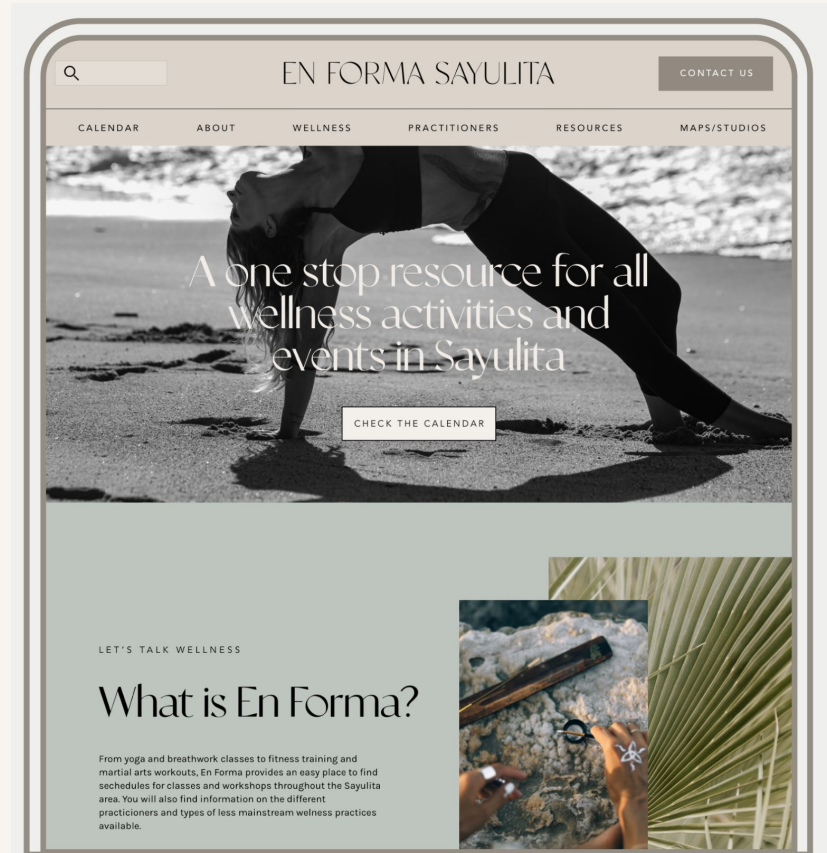 EN FORMA SAYULITA
CONTACT US
CALENDAR
ABOUT
WELLNESS
PRACTITIONERS
RESOURCES
MAPS/STUDIOS
A one stop resource for all
wellness activities and
events in Sayulita
CHECK THE CALENDAR
LET'S TALK WELLNESS
What is En Forma?
From yoga and breathwork classes to fitness training and
martial arts workouts, En Forma provides an easy place to find
sechedules for classes and workshops throughout the Sayulita
area. You will also find information on the different
practicioners and types of less mainstream welness practices
available.